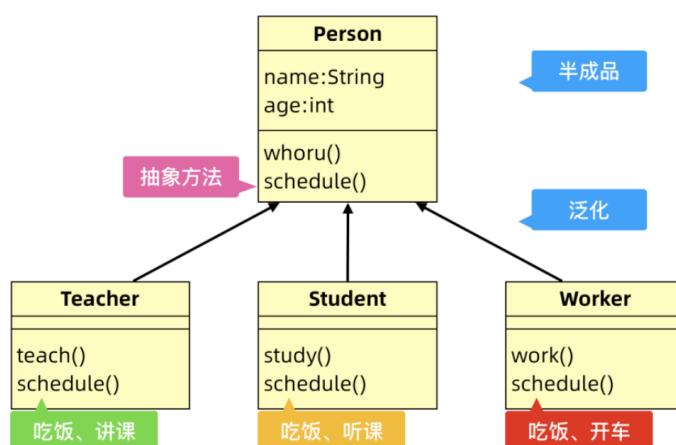 Person
name:String
age:int
半成品
whoru()
schedule()
抽象方法
泛化
Teacher
teach()
schedule()
吃饭、讲课
Student
study()
schedule()
吃饭、听课
Worker
work()
schedule()
吃饭、开车